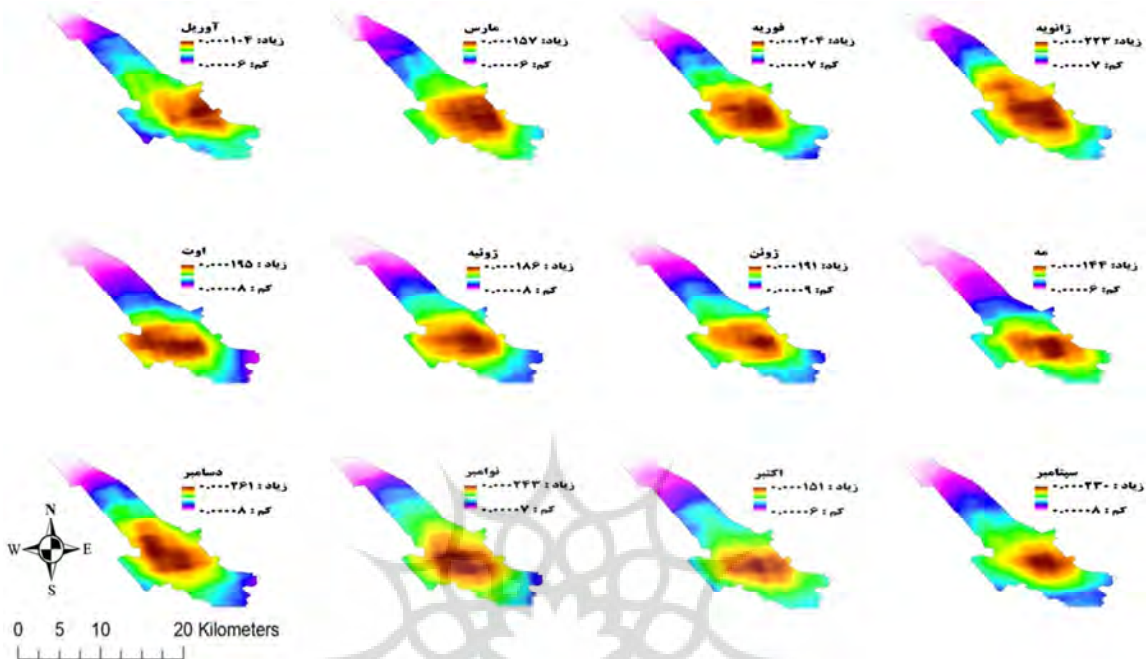 ژانویه
زیاد: ۰.۰۰۰۲۲۳
کم: ۰.۰۰۰۰۷
فوریه
زیاد: ۰.۰۰۰۲۰۴
کم: ۰.۰۰۰۰۷
مارس
زیاد: ۰.۰۰۰۱۵۷
کم: ۰.۰۰۰۰۶
آوریل
زیاد: ۰.۰۰۰۱۰۴
کم: ۰.۰۰۰۰۶
مه
زیاد: ۰.۰۰۰۱۴۴
کم: ۰.۰۰۰۰۶
ژوئن
زیاد: ۰.۰۰۰۱۹۱
کم: ۰.۰۰۰۰۹
ژوئیه
زیاد: ۰.۰۰۰۱۸۶
کم: ۰.۰۰۰۰۸
اوت
زیاد: ۰.۰۰۰۱۹۵
کم: ۰.۰۰۰۰۸
سپتامبر
زیاد: ۰.۰۰۰۲۳۰
کم: ۰.۰۰۰۰۸
اکتبر
زیاد: ۰.۰۰۰۱۵۱
کم: ۰.۰۰۰۰۶
نوامبر
زیاد: ۰.۰۰۰۲۴۳
کم: ۰.۰۰۰۰۷
دسامبر
زیاد: ۰.۰۰۰۲۶۱
کم: ۰.۰۰۰۰۸
N
W E
S
0 5 10 20 Kilometers